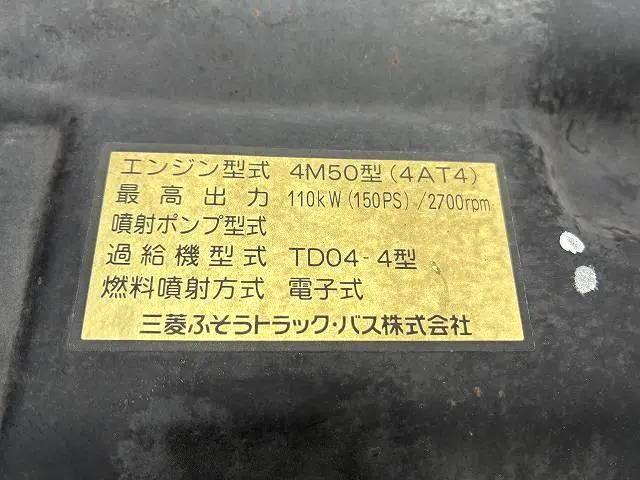 エンジン型式 4M50型(4AT4)
最高出力 110kW(150PS)/2700rpm
噴射ポンプ型式
過給機型式 TD04-4型
燃料噴射方式 電子式
三菱ふそうトラック・バス株式会社